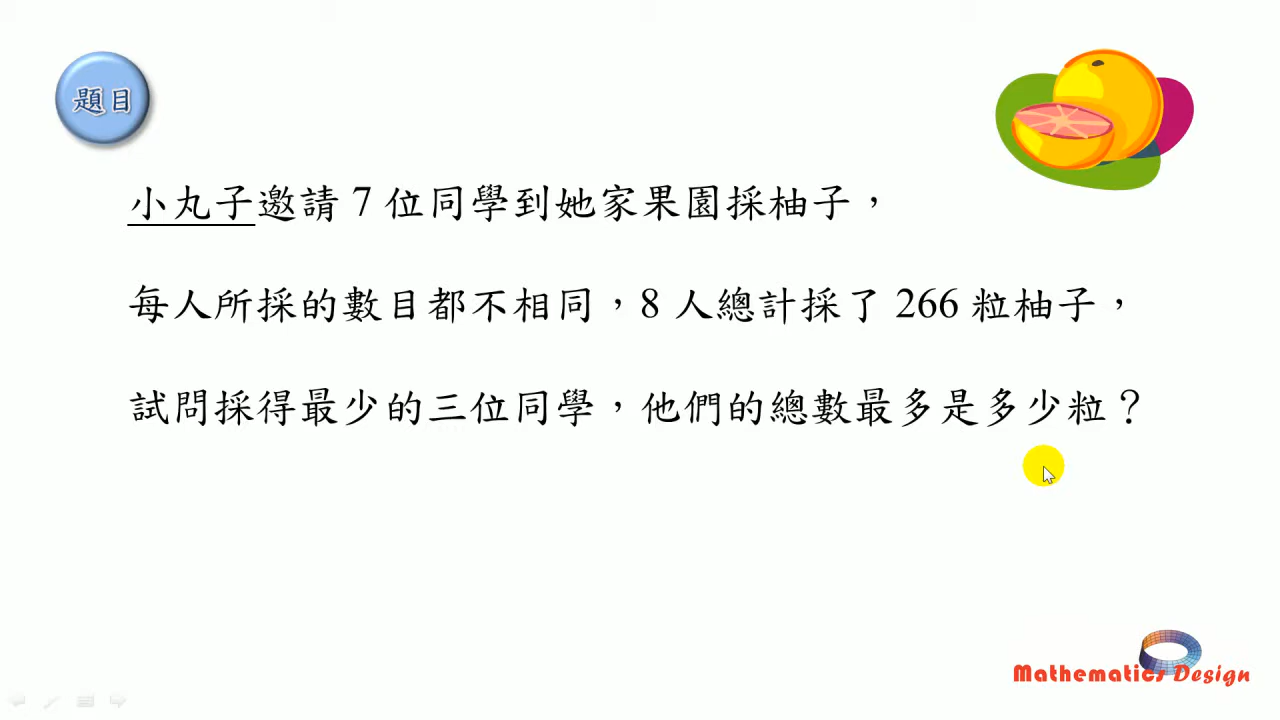 題目
小丸子邀請 7 位同學到她家果園採柚子，
每人所採的數目都不相同，8 人總計採了 266 粒柚子，
試問採得最少的三位同學，他們的總數最多是多少粒？
Mathematics Design